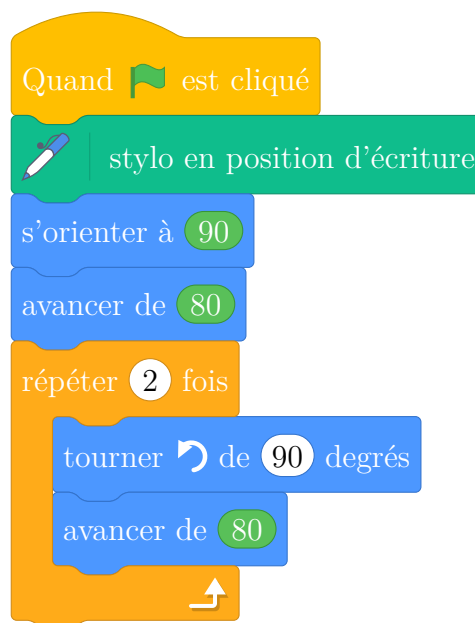 Quand est cliqué
stylo en position d'écriture
s'orienter à 90
avancer de 80
répéter 2 fois
tourner de 90 degrés
avancer de 80